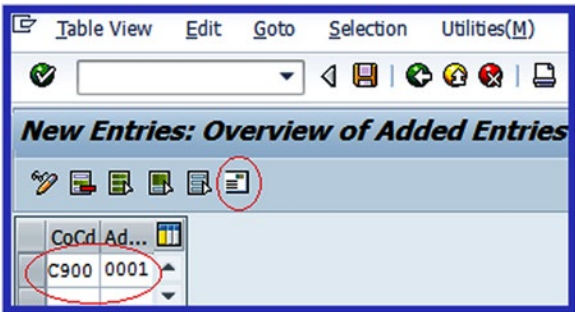 Table View Edit Goto Selection Utilities(M)
New Entries: Overview of Added Entries
CoCd Ad...
C900 0001